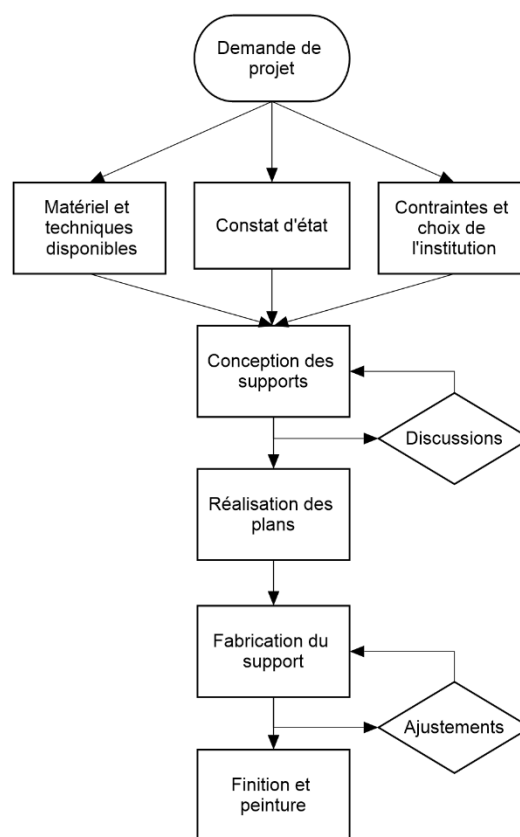 Demande de
projet
Matériel et
techniques
disponibles
Constat d'état
Contraintes et
choix de
l'institution
Conception des
supports
Discussions
Réalisation des
plans
Fabrication du
support
Ajustements
Finition et
peinture